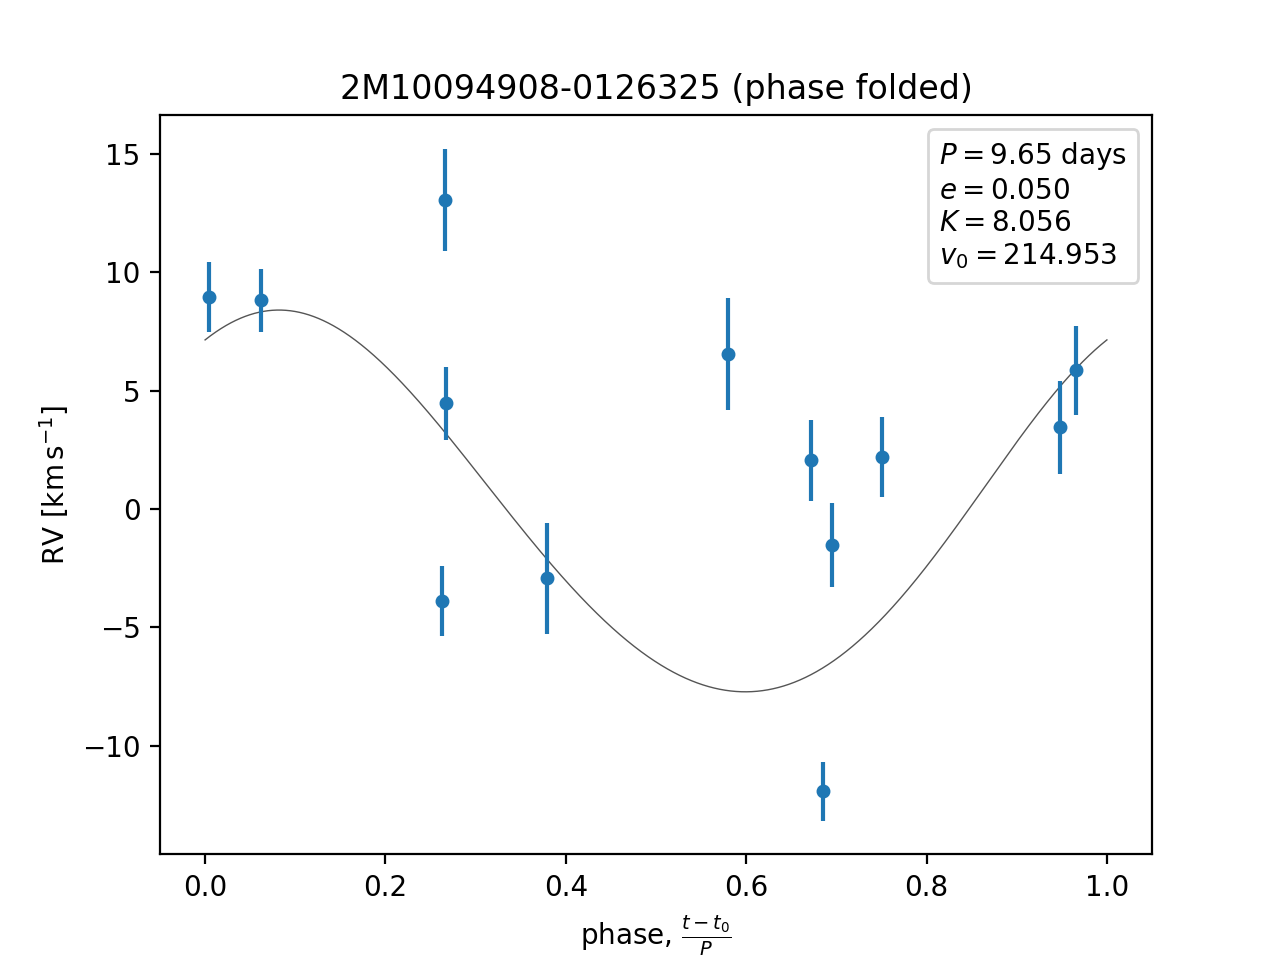 2M10094908-0126325 (phase folded)
P = 9.65 days
e = 0.050
K = 8.056
v₀ = 214.953
15
10
5
0
−5
−10
RV [km s⁻¹]
0.0 0.2 0.4 0.6 0.8 1.0
phase, (t − t₀)/P